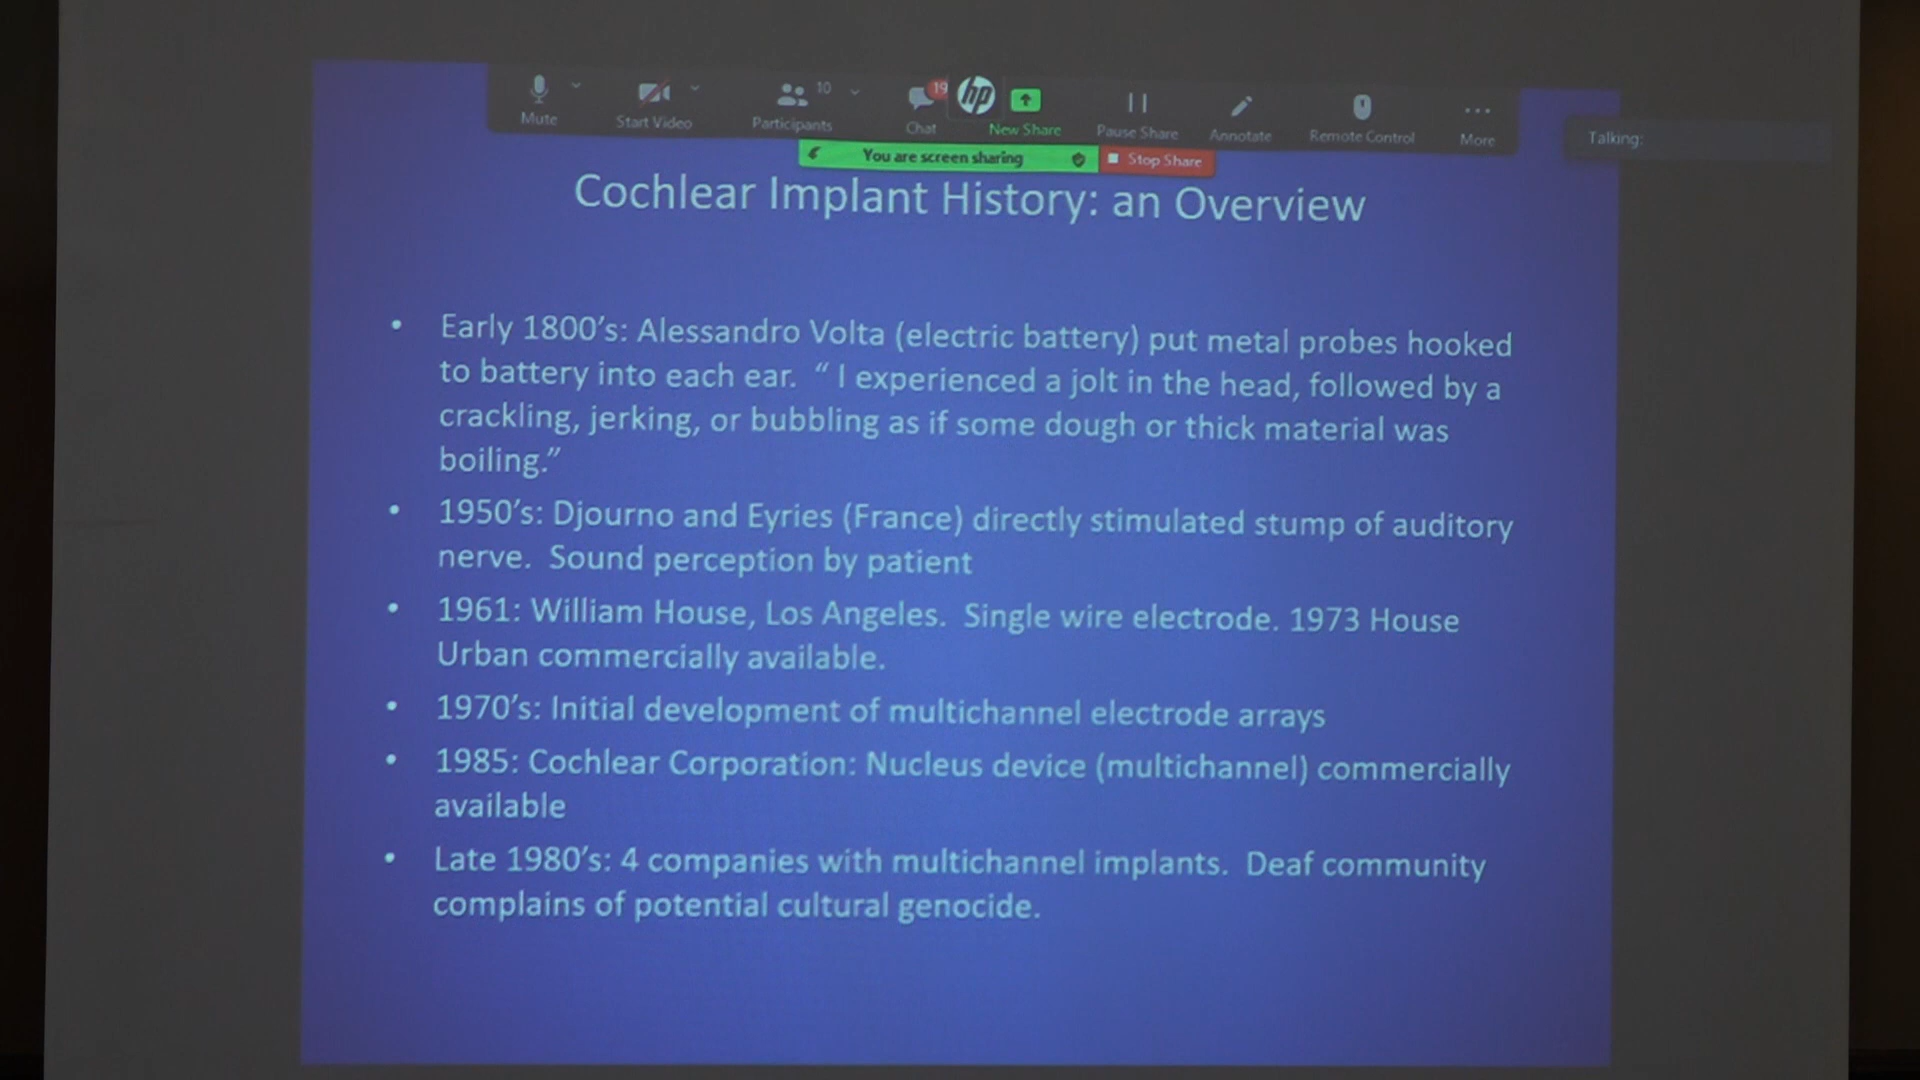 Mute
Start Video
10
Participants
19
Chat
hp
New Share
Pause Share
Annotate
Remote Control
More
Talking:
You are screen sharing
Stop Share
Cochlear Implant History: an Overview
• Early 1800's: Alessandro Volta (electric battery) put metal probes hooked
to battery into each ear. “ I experienced a jolt in the head, followed by a
crackling, jerking, or bubbling as if some dough or thick material was
boiling.”
• 1950's: Djourno and Eyries (France) directly stimulated stump of auditory
nerve. Sound perception by patient
• 1961: William House, Los Angeles. Single wire electrode. 1973 House
Urban commercially available.
• 1970's: Initial development of multichannel electrode arrays
• 1985: Cochlear Corporation: Nucleus device (multichannel) commercially
available
• Late 1980's: 4 companies with multichannel implants. Deaf community
complains of potential cultural genocide.